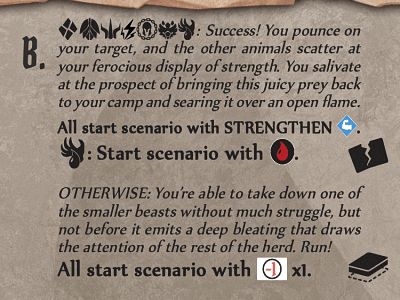 B.
: Success! You pounce on
your target, and the other animals scatter at
your ferocious display of strength. You salivate
at the prospect of bringing this juicy prey back
to your camp and searing it over an open flame.
All start scenario with STRENGTHEN .
: Start scenario with .
OTHERWISE: You're able to take down one of
the smaller beasts without much struggle, but
not before it emits a deep bleating that draws
the attention of the rest of the herd. Run!
All start scenario with -1 x1.